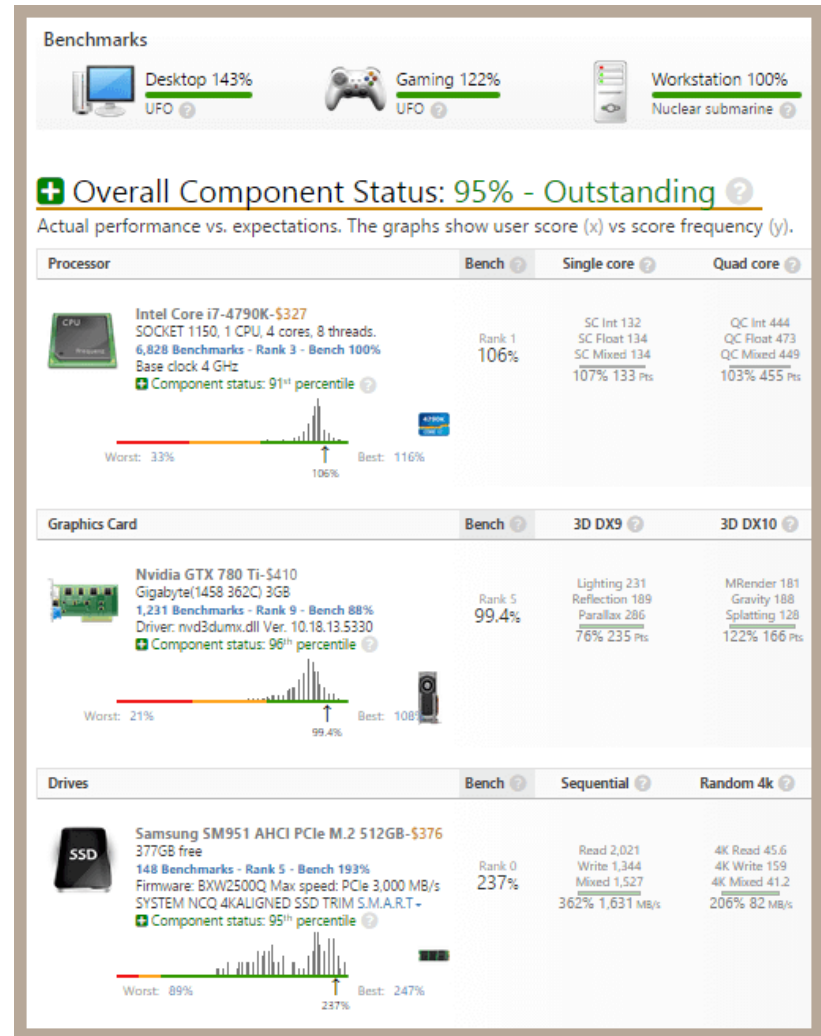 Benchmarks
Desktop 143%
UFO ?
Gaming 122%
UFO ?
Workstation 100%
Nuclear submarine ?
Overall Component Status: 95% - Outstanding ?
Actual performance vs. expectations. The graphs show user score (x) vs score frequency (y).
Processor Bench ? Single core ? Quad core ?
CPU
Intel Core i7-4790K-$327
SOCKET 1150, 1 CPU, 4 cores, 8 threads.
6,828 Benchmarks - Rank 3 - Bench 100%
Base clock 4 GHz
Component status: 91st percentile ?
Rank 1
106%
SC Int 132
SC Float 134
SC Mixed 134
107% 133 Pts
QC Int 444
QC Float 473
QC Mixed 449
103% 455 Pts
4790K
Worst: 33%
106%
Best: 116%
Graphics Card Bench ? 3D DX9 ? 3D DX10 ?
Nvidia GTX 780 Ti-$410
Gigabyte(1458 362C) 3GB
1,231 Benchmarks - Rank 9 - Bench 88%
Driver: nvd3dumx.dll Ver. 10.18.13.5330
Component status: 96th percentile ?
Rank 5
99.4%
Lighting 231
Reflection 189
Parallax 286
76% 235 Pts
MRender 181
Gravity 188
Splatting 128
122% 166 Pts
Worst: 21%
99.4%
Best: 108%
Drives Bench ? Sequential ? Random 4k ?
SSD
Samsung SM951 AHCI PCIe M.2 512GB-$376
377GB free
148 Benchmarks - Rank 5 - Bench 193%
Firmware: BXW2500Q Max speed: PCIe 3,000 MB/s
SYSTEM NCQ 4KALIGNED SSD TRIM S.M.A.R.T
Component status: 95th percentile ?
Rank 0
237%
Read 2,021
Write 1,344
Mixed 1,527
362% 1,631 MB/s
4K Read 45.6
4K Write 159
4K Mixed 41.2
206% 82 MB/s
Worst: 89%
237%
Best: 247%